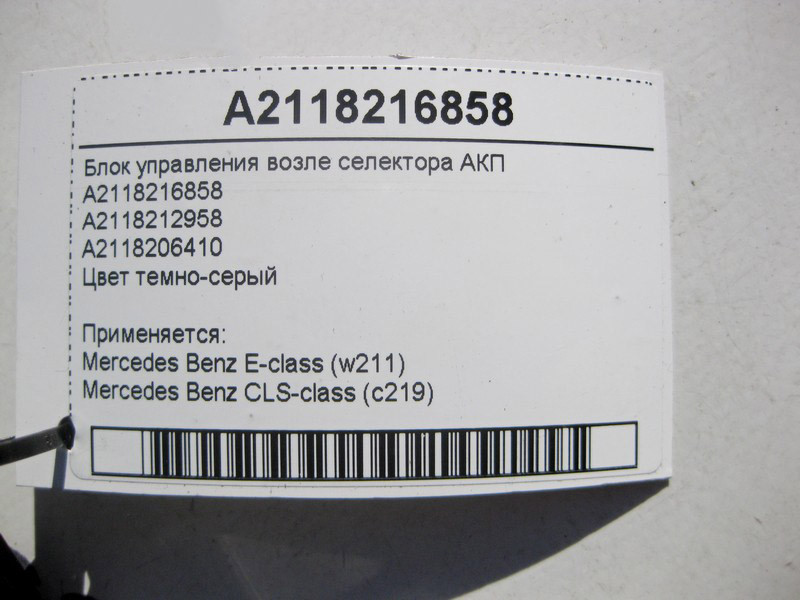 A2118216858
Блок управления возле селектора АКП
A2118216858
A2118212958
A2118206410
Цвет темно-серый
Применяется:
Mercedes Benz E-class (w211)
Mercedes Benz CLS-class (c219)